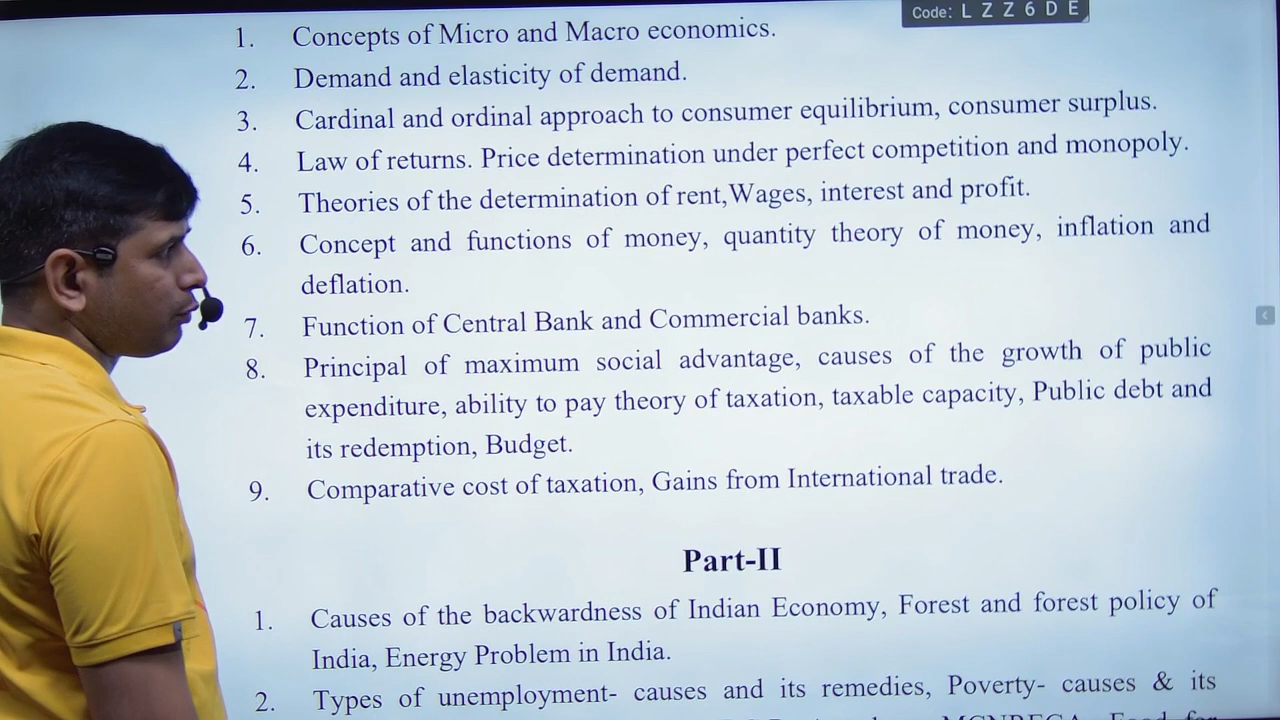 Code: L Z Z 6 D E
1. Concepts of Micro and Macro economics.
2. Demand and elasticity of demand.
3. Cardinal and ordinal approach to consumer equilibrium, consumer surplus.
4. Law of returns. Price determination under perfect competition and monopoly.
5. Theories of the determination of rent,Wages, interest and profit.
6. Concept and functions of money, quantity theory of money, inflation and
deflation.
7. Function of Central Bank and Commercial banks.
8. Principal of maximum social advantage, causes of the growth of public
expenditure, ability to pay theory of taxation, taxable capacity, Public debt and
its redemption, Budget.
9. Comparative cost of taxation, Gains from International trade.
Part-II
1. Causes of the backwardness of Indian Economy, Forest and forest policy of
India, Energy Problem in India.
2. Types of unemployment- causes and its remedies, Poverty- causes & its